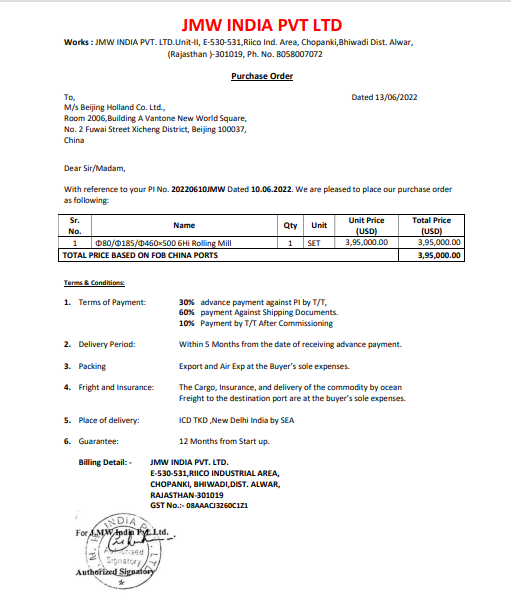 JMW INDIA PVT LTD
Works : JMW INDIA PVT. LTD.Unit-II, E-530-531,Riico Ind. Area, Chopanki,Bhiwadi Dist. Alwar,
(Rajasthan )-301019, Ph. No. 8058007072
Purchase Order
To, Dated 13/06/2022
M/s Beijing Holland Co. Ltd.,
Room 2006,Building A Vantone New World Square,
No. 2 Fuwai Street Xicheng District, Beijing 100037,
China
Dear Sir/Madam,
With reference to your PI No. 20220610JMW Dated 10.06.2022. We are pleased to place our purchase order
as following:
Sr. No. Name Qty Unit Unit Price (USD) Total Price (USD)
1 Φ80/Φ185/Φ460×500 6Hi Rolling Mill 1 SET 3,95,000.00 3,95,000.00
TOTAL PRICE BASED ON FOB CHINA PORTS 3,95,000.00
Terms & Conditions:
1. Terms of Payment: 30% advance payment against PI by T/T,
60% payment Against Shipping Documents.
10% Payment by T/T After Commissioning
2. Delivery Period: Within 5 Months from the date of receiving advance payment.
3. Packing Export and Air Exp at the Buyer's sole expenses.
4. Fright and Insurance: The Cargo, Insurance, and delivery of the commodity by ocean
Freight to the destination port are at the buyer's sole expenses.
5. Place of delivery: ICD TKD ,New Delhi India by SEA
6. Guarantee: 12 Months from Start up.
Billing Detail: - JMW INDIA PVT. LTD.
E-530-531,RIICO INDUSTRIAL AREA,
CHOPANKI, BHIWADI,DIST. ALWAR,
RAJASTHAN-301019
GST No.:- 08AAACJ3260C1Z1
For J.MW India Pvt. Ltd.
Authorised
Signatory
Authorized Signatory